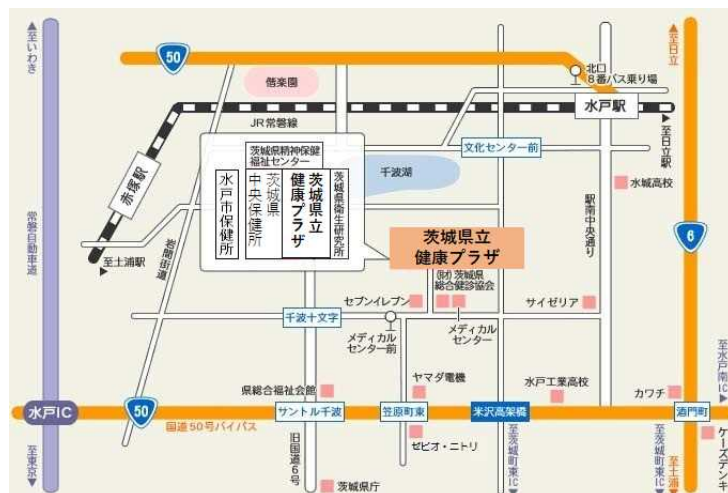 ▲至いわき
50
北口
8番バス乗り場
▲至日立
偕楽園
水戸駅
JR常磐線
▶至日立駅
茨城県精神保健
福祉センター
文化センター前
赤塚駅
水戸市保健所
茨城県
中央保健所
茨城県立
健康プラザ
茨城県衛生研究所
千波湖
水城高校
駅南中央通り
常磐自動車道
岩間街道
至土浦駅
茨城県立
健康プラザ
6
セブンイレブン
(財)茨城県
総合健診協会
サイゼリア
千波十文字
メディカル
センター前
メディカル
センター
至水戸南IC▶
県総合福祉会館
ヤマダ電機
水戸工業高校
カワチ
水戸IC
50
国道50号バイパス
サントル千波
笠原町東
米沢高架橋
酒門町
至東京▼
旧国道6号
ゼビオ・ニトリ
至茨城町東IC▼
至茨城町東IC▼
至土浦▼
ケーズデンキ
茨城県庁